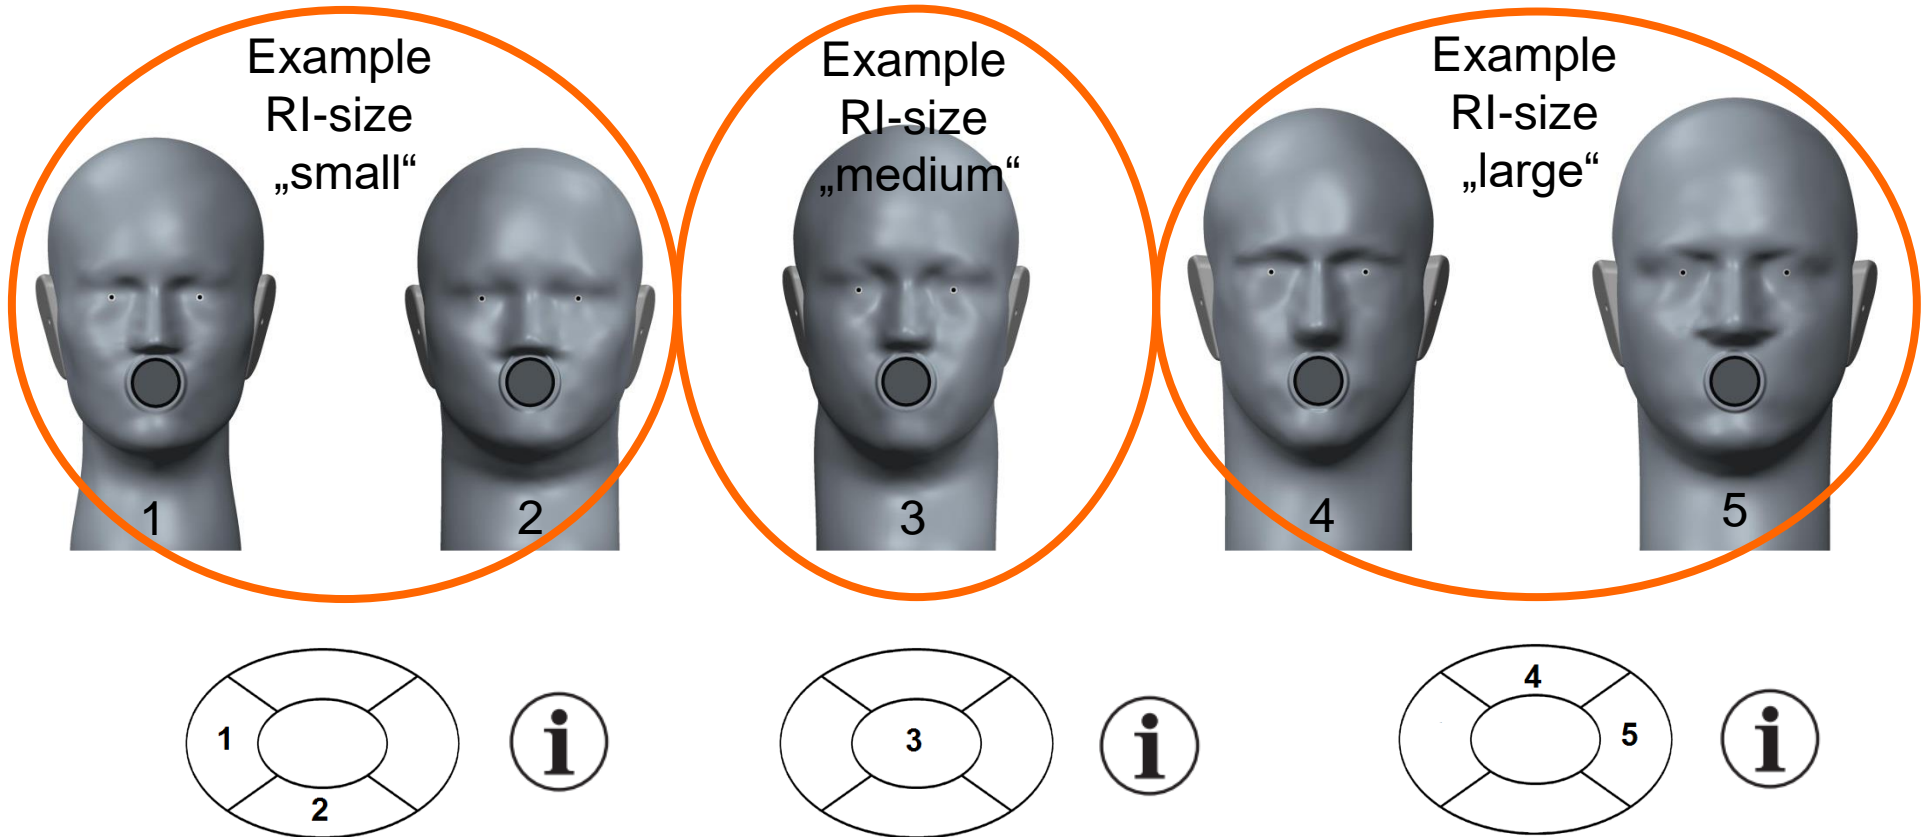 Example
RI-size
„small“
Example
RI-size
„medium“
Example
RI-size
„large“
1
2
3
4
5
1
2
i
3
i
4
5
i